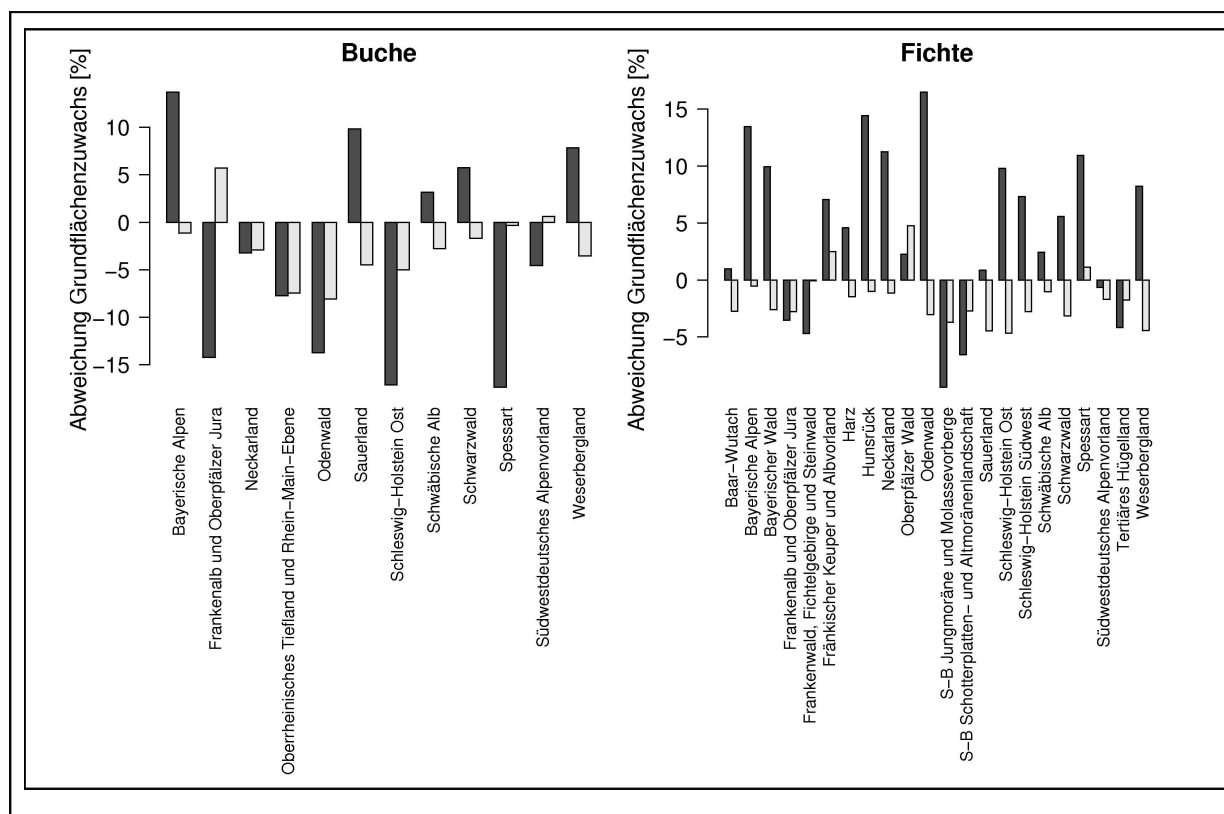 Buche
Abweichung Grundflächenzuwachs [%]
10
5
0
−5
−10
−15
Bayerische Alpen
Frankenalb und Oberpfälzer Jura
Neckarland
Oberrheinisches Tiefland und Rhein−Main−Ebene
Odenwald
Sauerland
Schleswig−Holstein Ost
Schwäbische Alb
Schwarzwald
Spessart
Südwestdeutsches Alpenvorland
Weserbergland
Fichte
Abweichung Grundflächenzuwachs [%]
15
10
5
0
−5
Baar−Wutach
Bayerische Alpen
Bayerischer Wald
Frankenalb und Oberpfälzer Jura
Frankenwald, Fichtelgebirge und Steinwald
Fränkischer Keuper und Albvorland
Harz
Hunsrück
Neckarland
Oberpfälzer Wald
Odenwald
S−B Jungmoräne und Molassevorberge
S−B Schotterplatten− und Altmoränenlandschaft
Sauerland
Schleswig−Holstein Ost
Schleswig−Holstein Südwest
Schwäbische Alb
Schwarzwald
Spessart
Südwestdeutsches Alpenvorland
Tertiäres Hügelland
Weserbergland